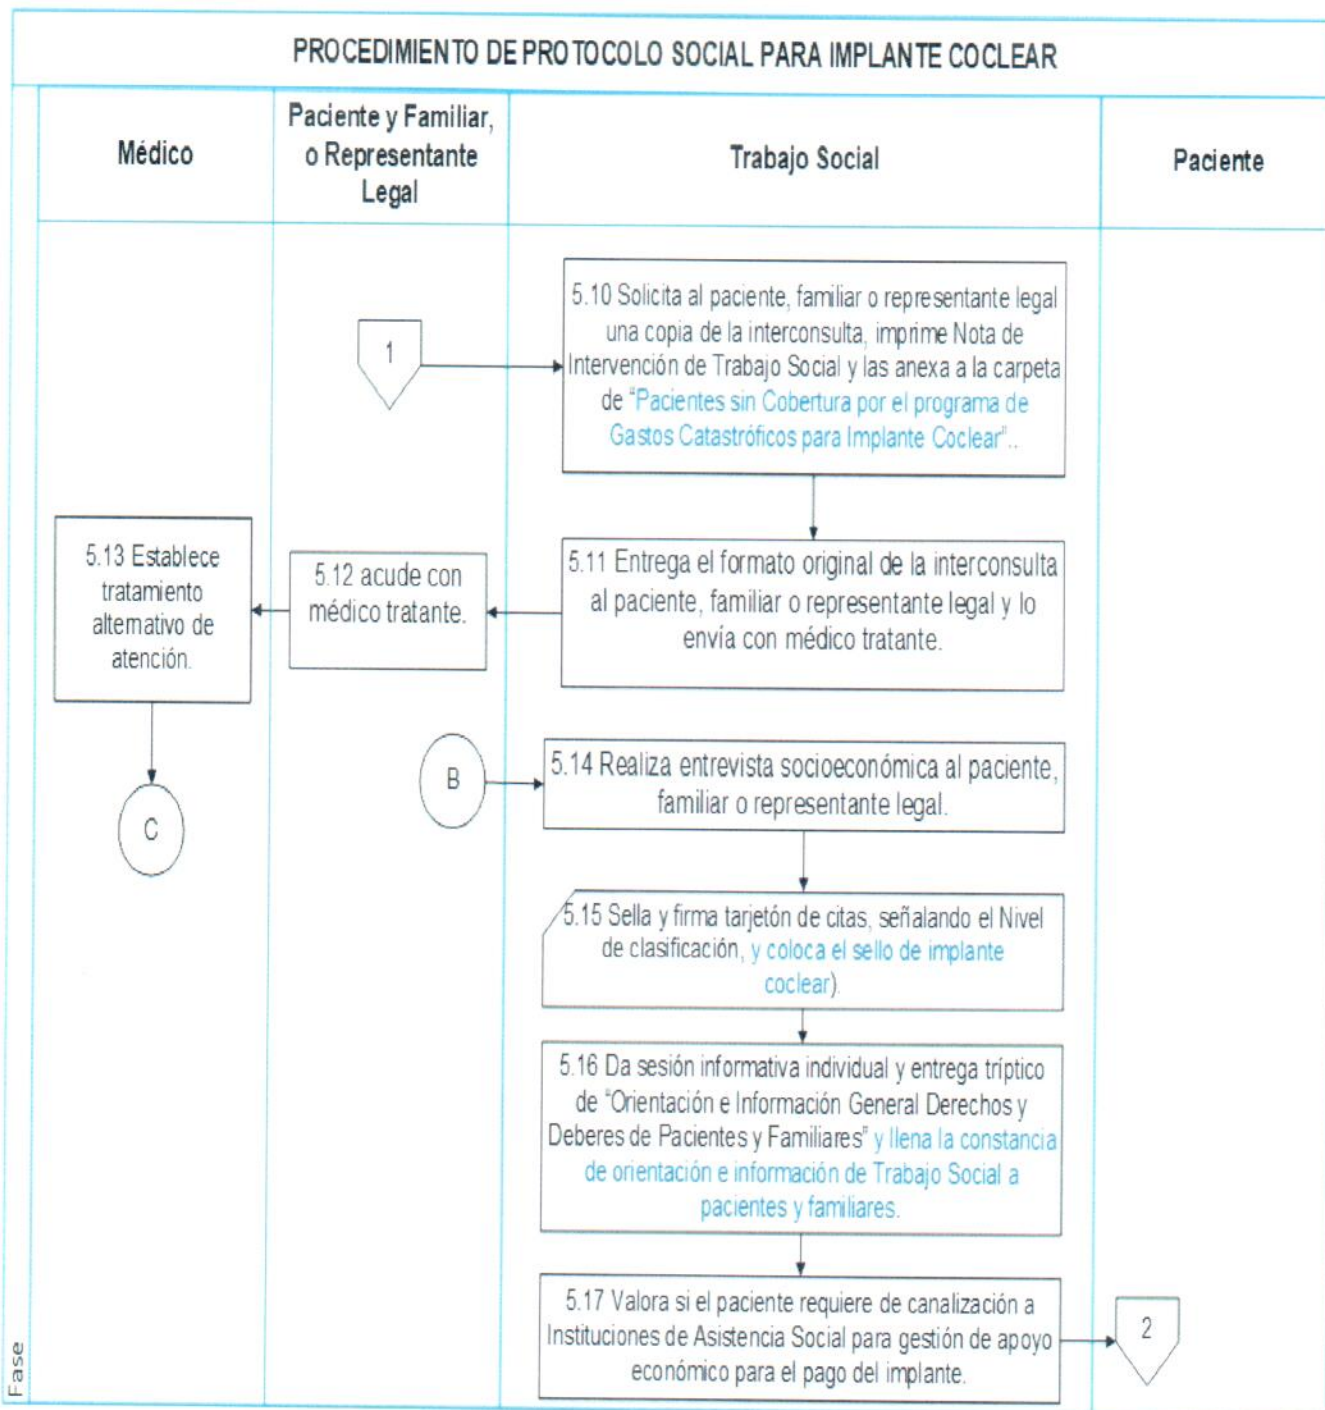 PROCEDIMIENTO DE PROTOCOLO SOCIAL PARA IMPLANTE COCLEAR
Médico
Paciente y Familiar,
o Representante
Legal
Trabajo Social
Paciente
1
5.10 Solicita al paciente, familiar o representante legal
una copia de la interconsulta, imprime Nota de
Intervención de Trabajo Social y las anexa a la carpeta
de “Pacientes sin Cobertura por el programa de
Gastos Catastróficos para Implante Coclear”..
5.13 Establece
tratamiento
alternativo de
atención.
5.12 acude con
médico tratante.
5.11 Entrega el formato original de la interconsulta
al paciente, familiar o representante legal y lo
envía con médico tratante.
C
B
5.14 Realiza entrevista socioeconómica al paciente,
familiar o representante legal.
5.15 Sella y firma tarjetón de citas, señalando el Nivel
de clasificación, y coloca el sello de implante
coclear).
5.16 Da sesión informativa individual y entrega tríptico
de “Orientación e Información General Derechos y
Deberes de Pacientes y Familiares” y llena la constancia
de orientación e información de Trabajo Social a
pacientes y familiares.
5.17 Valora si el paciente requiere de canalización a
Instituciones de Asistencia Social para gestión de apoyo
económico para el pago del implante.
2
Fase